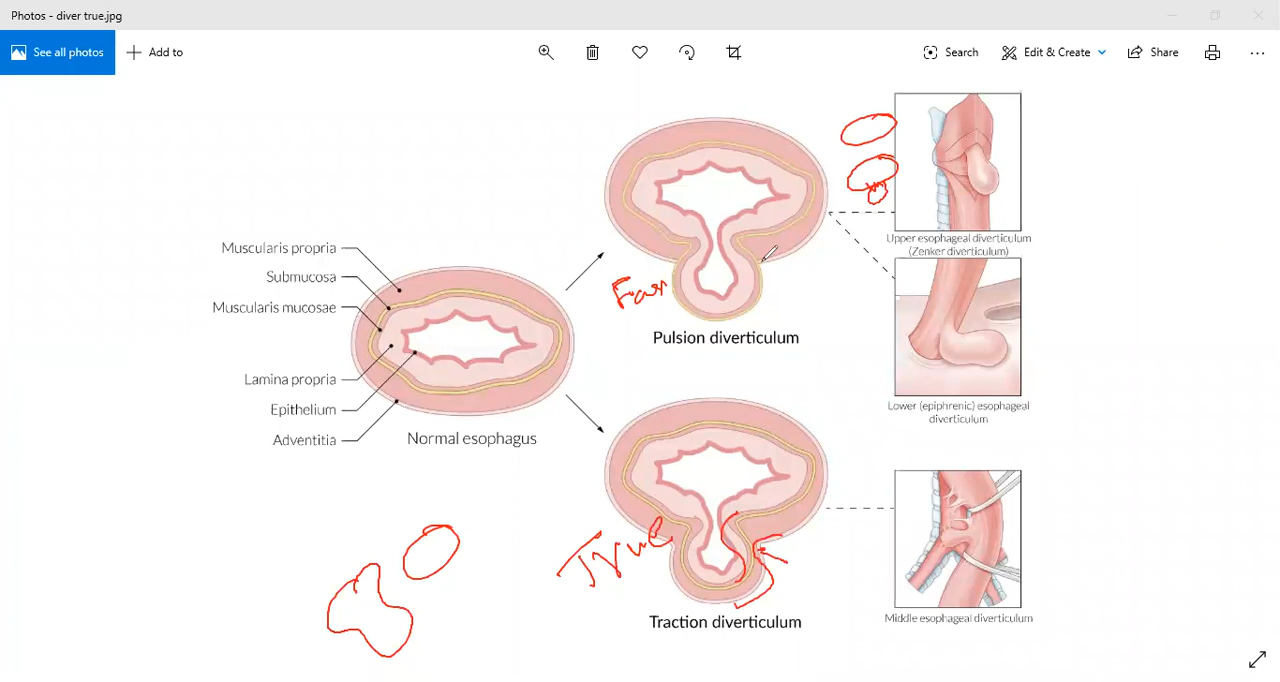 Photos - diver true.jpg
See all photos
Add to
Search
Edit & Create
Share
Muscularis propria
Submucosa
Muscularis mucosae
Lamina propria
Epithelium
Adventitia
Normal esophagus
Pulsion diverticulum
True
Traction diverticulum
Upper esophageal diverticulum
(Zenker diverticulum)
Lower (epiphrenic) esophageal
diverticulum
Middle esophageal diverticulum